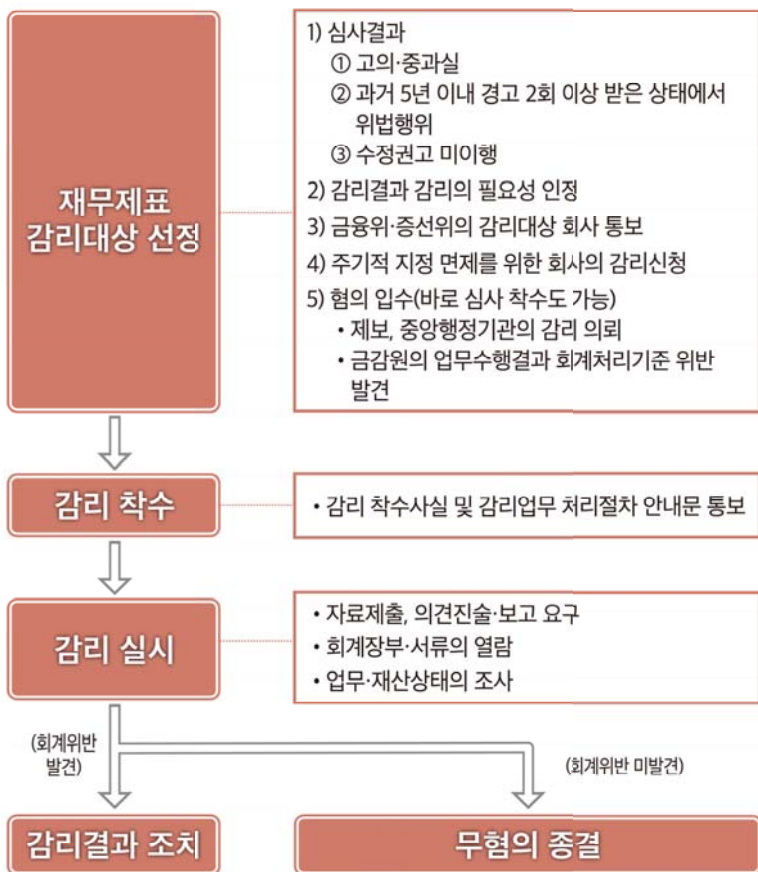 재무제표
감리대상 선정
1) 심사결과
① 고의·중과실
② 과거 5년 이내 경고 2회 이상 받은 상태에서
위법행위
③ 수정권고 미이행
2) 감리결과 감리의 필요성 인정
3) 금융위·증선위의 감리대상 회사 통보
4) 주기적 지정 면제를 위한 회사의 감리신청
5) 혐의 입수(바로 심사 착수도 가능)
• 제보, 중앙행정기관의 감리 의뢰
• 금감원의 업무수행결과 회계처리기준 위반
발견
감리 착수
• 감리 착수사실 및 감리업무 처리절차 안내문 통보
감리 실시
• 자료제출, 의견진술·보고 요구
• 회계장부·서류의 열람
• 업무·재산상태의 조사
(회계위반
발견)
(회계위반 미발견)
감리결과 조치
무혐의 종결